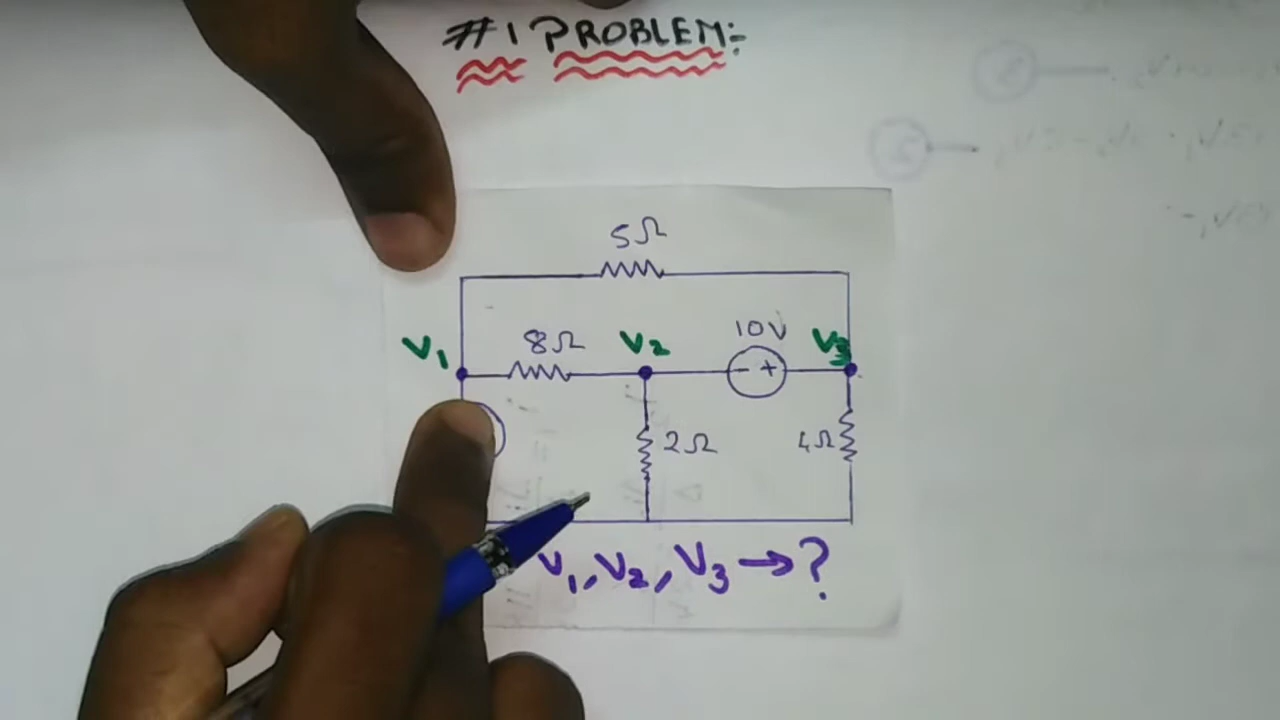 #1 PROBLEM:-
5Ω
V1 8Ω V2 10V V3
- +
2Ω 4Ω
V1, V2, V3 → ?